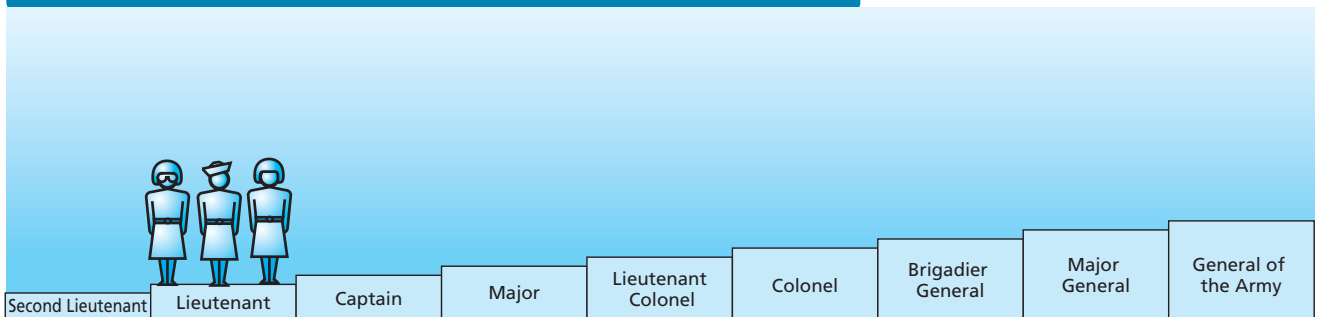 Second Lieutenant
Lieutenant
Captain
Major
Lieutenant
Colonel
Colonel
Brigadier
General
Major
General
General of
the Army